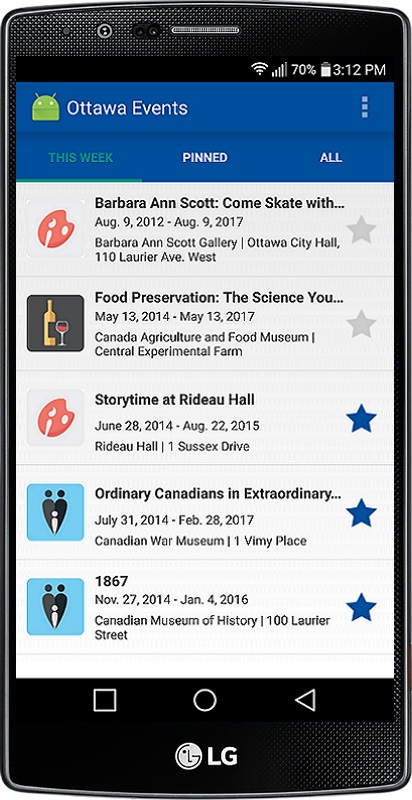 70% 3:12 PM
Ottawa Events
THIS WEEK
PINNED
ALL
Barbara Ann Scott: Come Skate with...
Aug. 9, 2012 - Aug. 9, 2017
Barbara Ann Scott Gallery | Ottawa City Hall,
110 Laurier Ave. West
Food Preservation: The Science You...
May 13, 2014 - May 13, 2017
Canada Agriculture and Food Museum |
Central Experimental Farm
Storytime at Rideau Hall
June 28, 2014 - Aug. 22, 2015
Rideau Hall | 1 Sussex Drive
Ordinary Canadians in Extraordinary...
July 31, 2014 - Feb. 28, 2017
Canadian War Museum | 1 Vimy Place
1867
Nov. 27, 2014 - Jan. 4, 2016
Canadian Museum of History | 100 Laurier
Street
LG